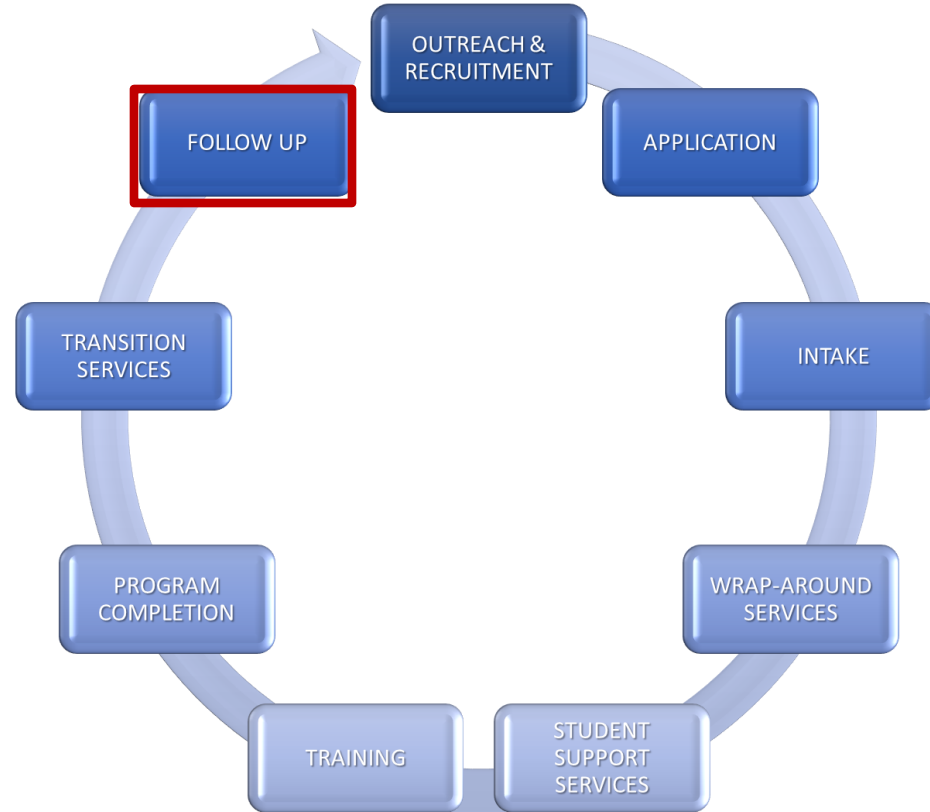 OUTREACH &
RECRUITMENT
APPLICATION
INTAKE
WRAP-AROUND
SERVICES
STUDENT
SUPPORT
SERVICES
TRAINING
PROGRAM
COMPLETION
TRANSITION
SERVICES
FOLLOW UP